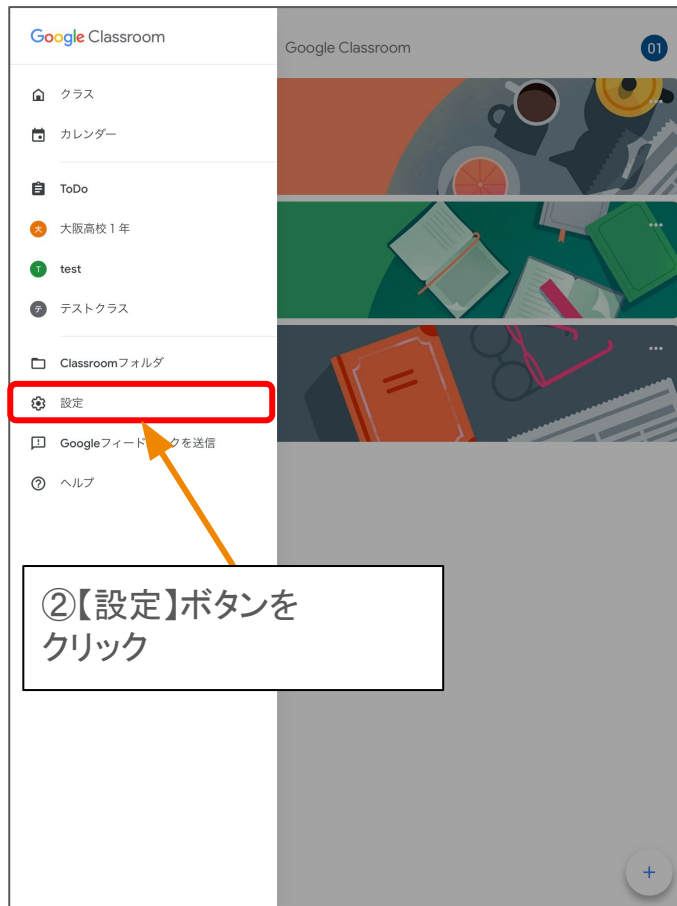 Google Classroom
Google Classroom
01
クラス
カレンダー
ToDo
大 大阪高校1年
T test
テ テストクラス
Classroomフォルダ
設定
Googleフィード クを送信
ヘルプ
②【設定】ボタンを
クリック